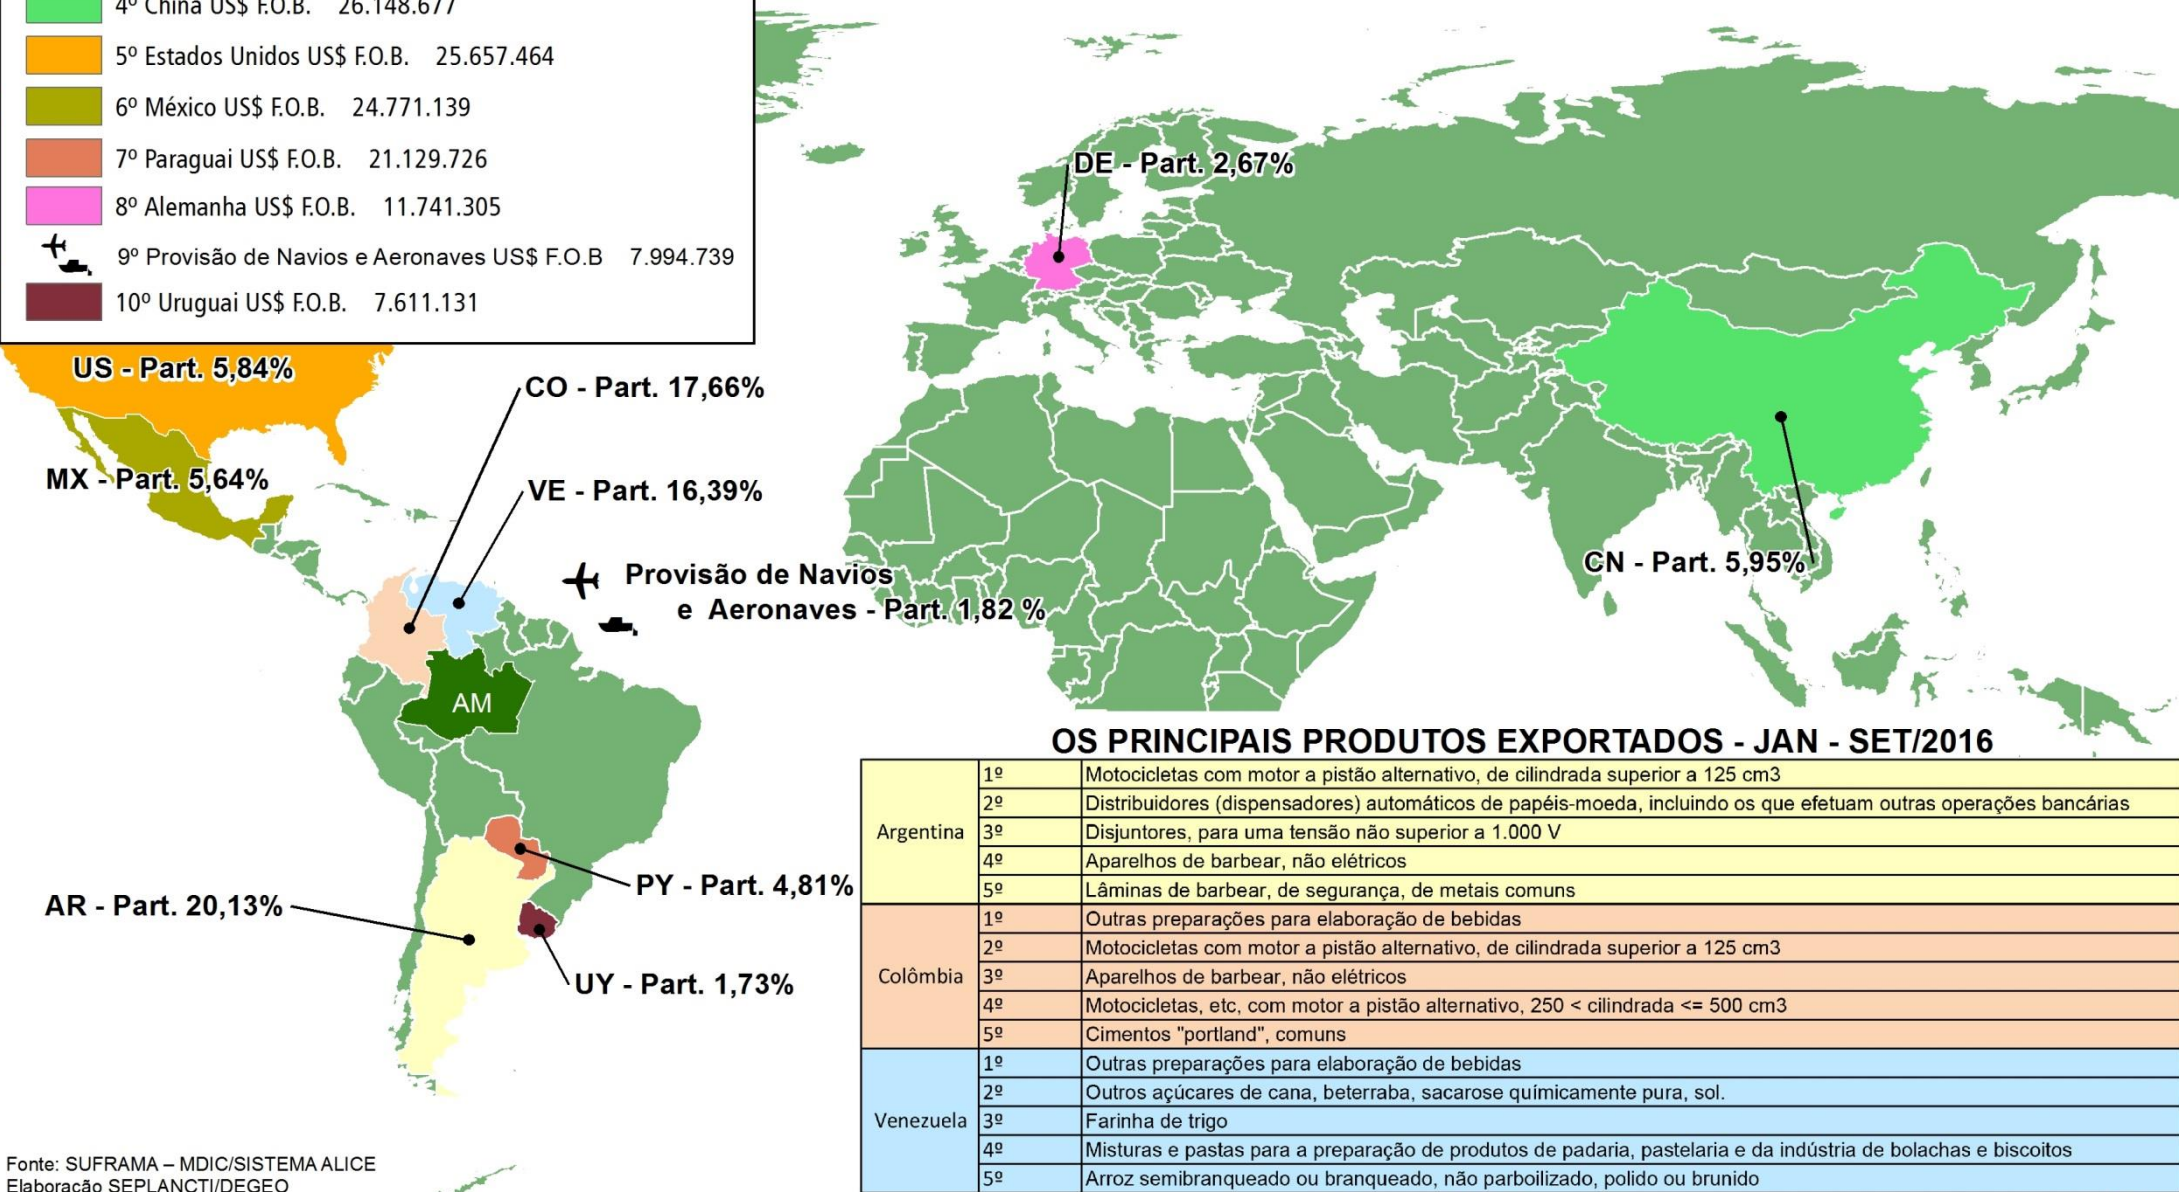 4º China US$ F.O.B. 26.148.677
5º Estados Unidos US$ F.O.B. 25.657.464
6º México US$ F.O.B. 24.771.139
7º Paraguai US$ F.O.B. 21.129.726
8º Alemanha US$ F.O.B. 11.741.305
9º Provisão de Navios e Aeronaves US$ F.O.B 7.994.739
10º Uruguai US$ F.O.B. 7.611.131
DE - Part. 2,67%
US - Part. 5,84%
CO - Part. 17,66%
MX - Part. 5,64%
VE - Part. 16,39%
CN - Part. 5,95%
Provisão de Navios
e Aeronaves - Part. 1,82 %
AM
PY - Part. 4,81%
AR - Part. 20,13%
UY - Part. 1,73%
OS PRINCIPAIS PRODUTOS EXPORTADOS - JAN - SET/2016
Argentina
1º Motocicletas com motor a pistão alternativo, de cilindrada superior a 125 cm3
2º Distribuidores (dispensadores) automáticos de papéis-moeda, incluindo os que efetuam outras operações bancárias
3º Disjuntores, para uma tensão não superior a 1.000 V
4º Aparelhos de barbear, não elétricos
5º Lâminas de barbear, de segurança, de metais comuns
Colômbia
1º Outras preparações para elaboração de bebidas
2º Motocicletas com motor a pistão alternativo, de cilindrada superior a 125 cm3
3º Aparelhos de barbear, não elétricos
4º Motocicletas, etc, com motor a pistão alternativo, 250 < cilindrada <= 500 cm3
5º Cimentos "portland", comuns
Venezuela
1º Outras preparações para elaboração de bebidas
2º Outros açúcares de cana, beterraba, sacarose químicamente pura, sol.
3º Farinha de trigo
4º Misturas e pastas para a preparação de produtos de padaria, pastelaria e da indústria de bolachas e biscoitos
5º Arroz semibranqueado ou branqueado, não parboilizado, polido ou brunido
Fonte: SUFRAMA – MDIC/SISTEMA ALICE
Elaboração SEPLANCTI/DEGEO